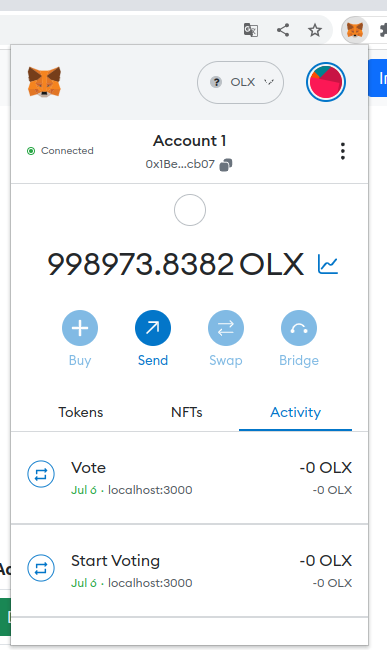 ? OLX
Connected
Account 1
0x1Be...cb07
998973.8382 OLX
Buy
Send
Swap
Bridge
Tokens
NFTs
Activity
Vote
-0 OLX
Jul 6 · localhost:3000
-0 OLX
Start Voting
-0 OLX
Jul 6 · localhost:3000
-0 OLX